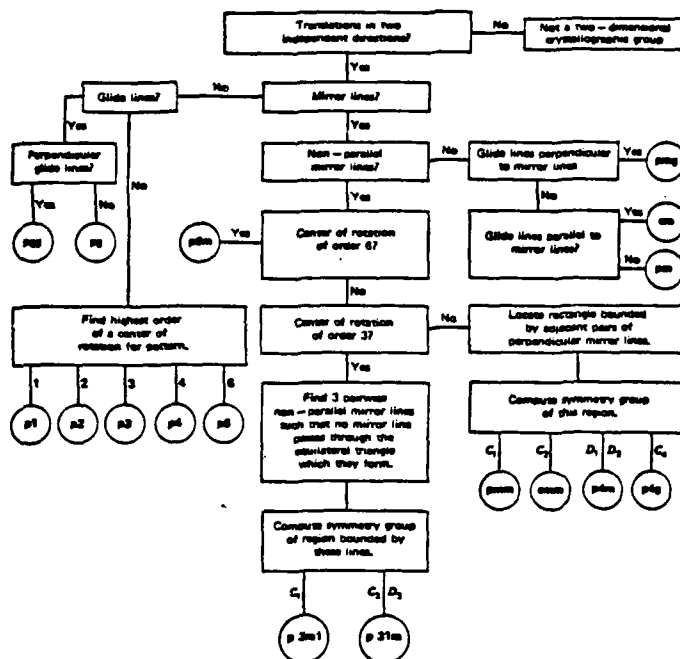 Translations in two
independent directions?
No
Not a two-dimensional
crystallographic group
Yes
Glide lines?
No
Mirror lines?
Yes
Yes
Perpendicular
glide lines?
Non-parallel
mirror lines?
No
Glide lines perpendicular
to mirror lines
Yes
pmg
No
Yes
No
Yes
No
pgg
pg
p6m
Yes
Center of rotation
of order 6?
Glide lines parallel to
mirror lines?
Yes
cm
No
pm
No
Find highest order
of a center of
rotation for pattern.
Center of rotation
of order 3?
No
Locate rectangle bounded
by adjacent pairs of
perpendicular mirror lines.
1
2
3
4
6
Yes
p1
p2
p3
p4
p6
Find 3 pairwise
non-parallel mirror lines
such that no mirror line
passes through the
equilateral triangle
which they form.
Compute symmetry group
of this region.
C₁
C₂
D₁
D₂
C₄
pmm
cmm
p4m
p4g
Compute symmetry group
of region bounded by
these lines.
C₁
C₃
D₃
p 3m1
p 31m